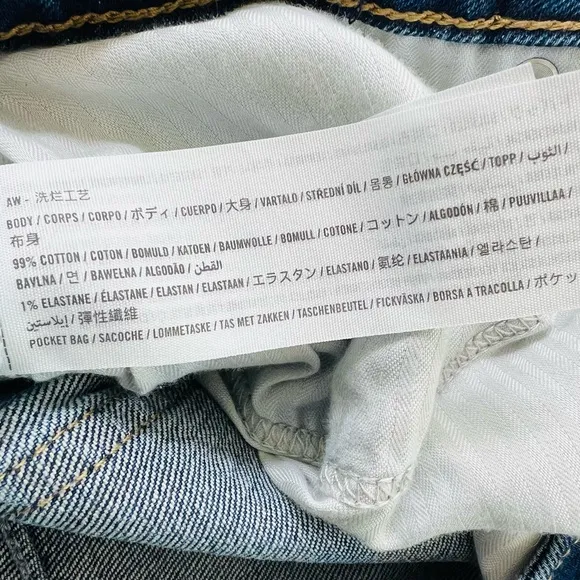 AW - 洗烂工艺
BODY / CORPS / CORPO / ボディ / CUERPO / 大身 / VARTALO / STŘEDNÍ DÍL / 몸통 / GŁÓWNA CZĘŚĆ / TOPP / الثوب /
布身
99% COTTON / COTON / BOMULD / KATOEN / BAUMWOLLE / BOMULL / COTONE / コットン / ALGODÓN / 棉 / PUUVILLAA /
BAVLNA / 면 / BAWEŁNA / ALGODÃO / القطن
1% ELASTANE / ÉLASTANE / ELASTAN / ELASTAAN / エラスタン / ELASTANO / 氨纶 / ELASTAANIA / 엘라스탄 /
إيلاستين / 彈性纖維
POCKET BAG / SACOCHE / LOMMETASKE / TAS MET ZAKKEN / TASCHENBEUTEL / FICKVÄSKA / BORSA A TRACOLLA / ポケッ